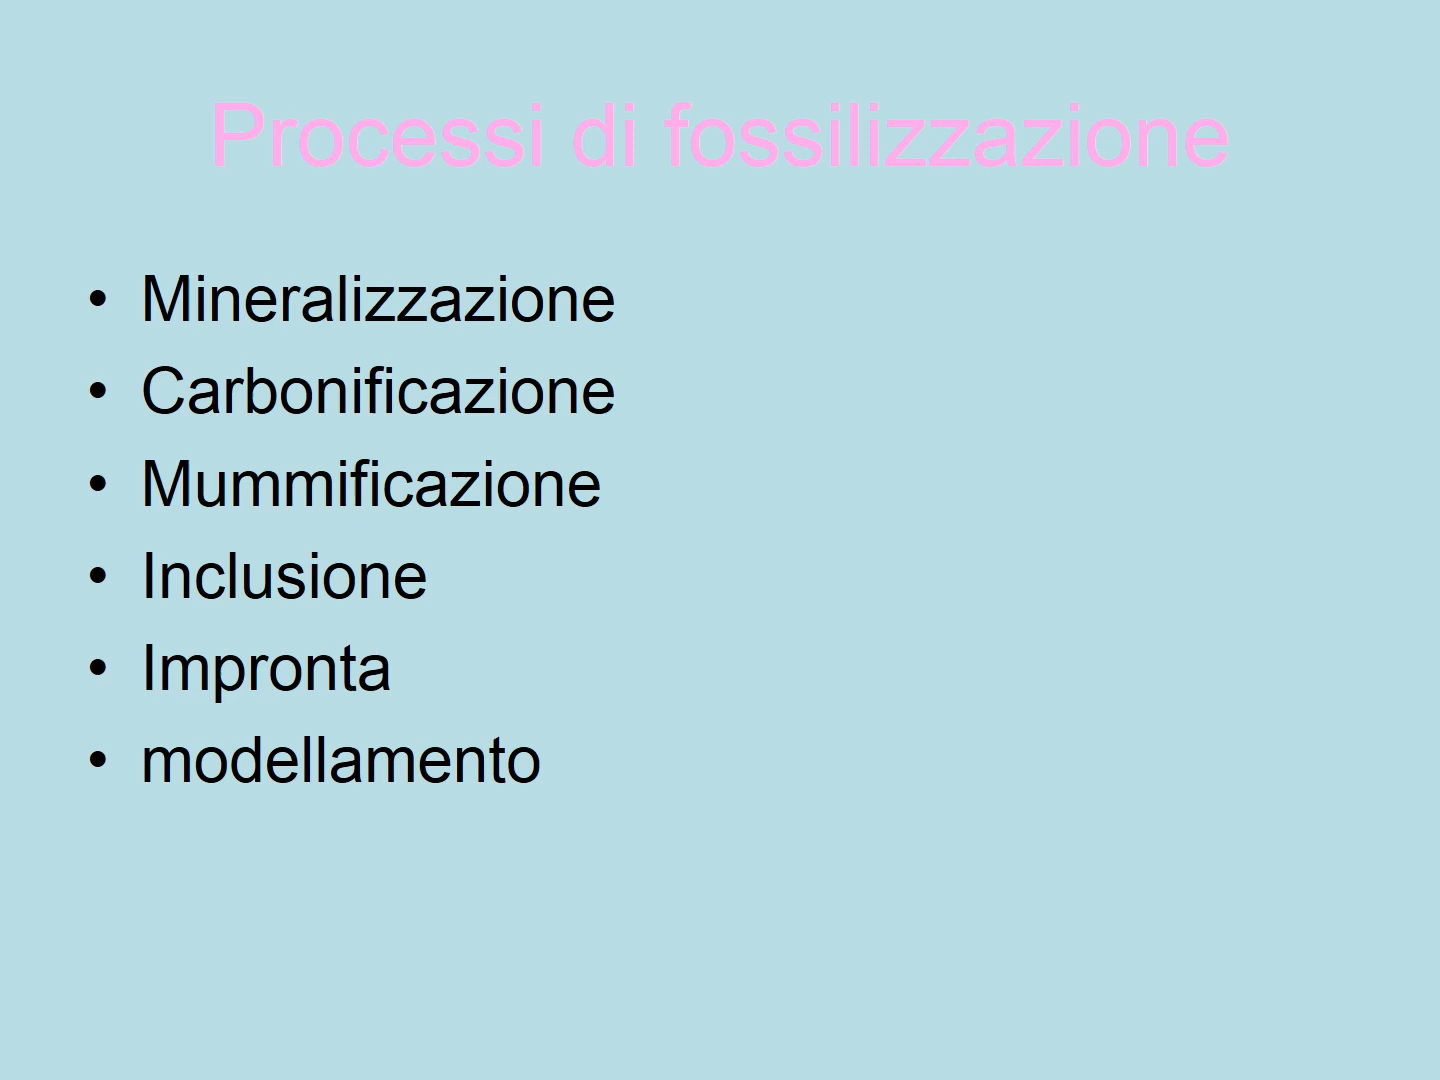 Processi di fossilizzazione
• Mineralizzazione
• Carbonificazione
• Mummificazione
• Inclusione
• Impronta
• modellamento